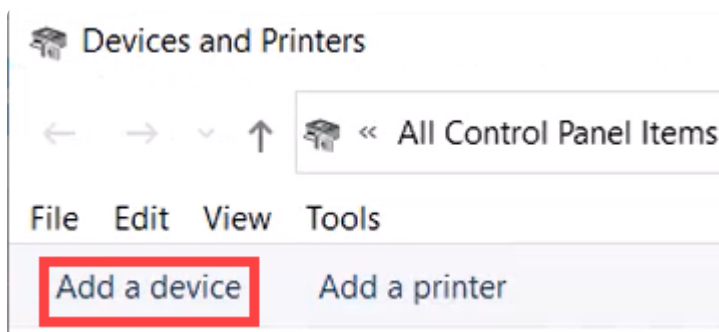 Devices and Printers
« All Control Panel Items
File Edit View Tools
Add a device Add a printer